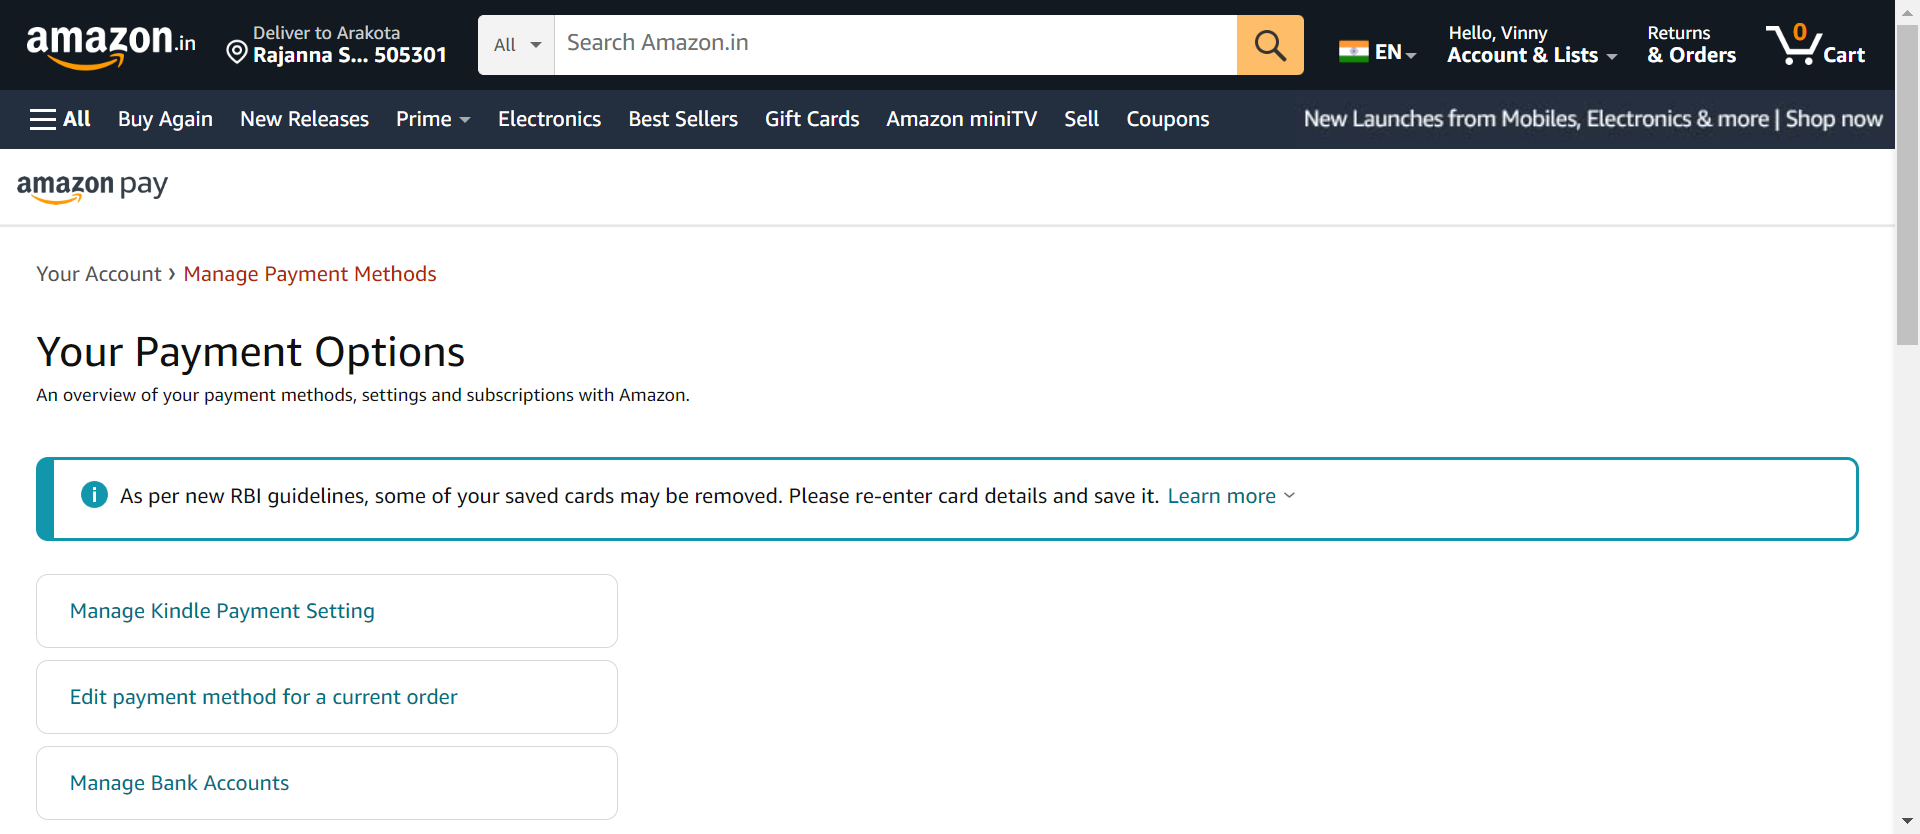 amazon.in
Deliver to Arakota
Rajanna S... 505301
All
Search Amazon.in
EN
Hello, Vinny
Account & Lists
Returns
& Orders
0
Cart
All
Buy Again
New Releases
Prime
Electronics
Best Sellers
Gift Cards
Amazon miniTV
Sell
Coupons
New Launches from Mobiles, Electronics & more | Shop now
amazon pay
Your Account › Manage Payment Methods
Your Payment Options
An overview of your payment methods, settings and subscriptions with Amazon.
i As per new RBI guidelines, some of your saved cards may be removed. Please re-enter card details and save it. Learn more
Manage Kindle Payment Setting
Edit payment method for a current order
Manage Bank Accounts